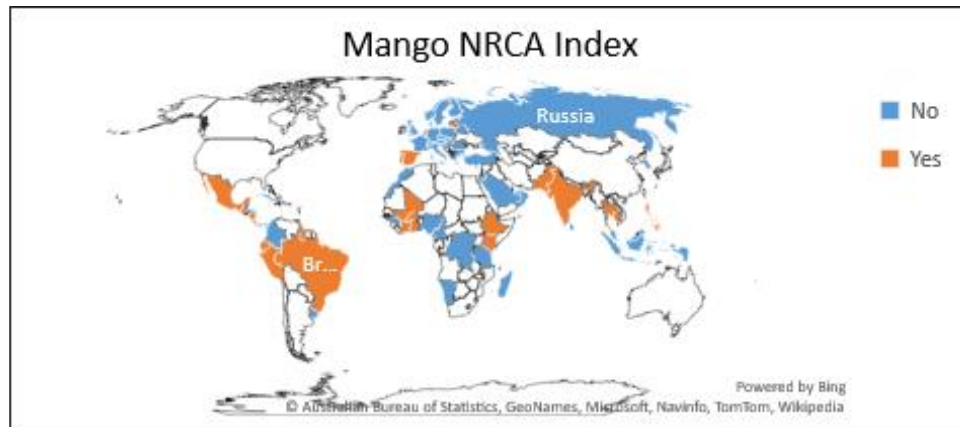 Mango NRCA Index
Russia
No
Yes
Br...
Powered by Bing
© Australian Bureau of Statistics, GeoNames, Microsoft, Navinfo, TomTom, Wikipedia